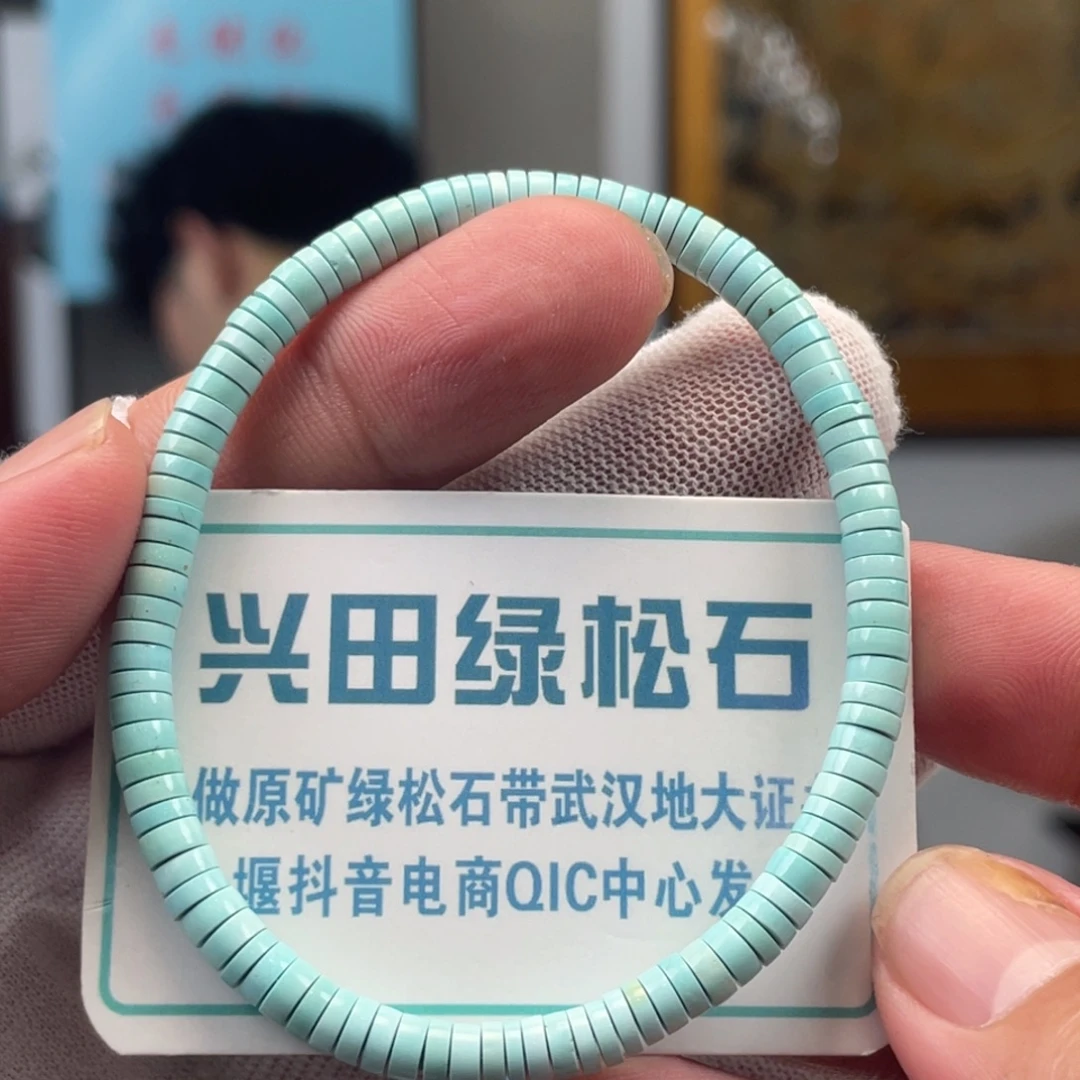 兴田绿松石
做原矿绿松石带武汉地大证
堰抖音电商QIC中心发